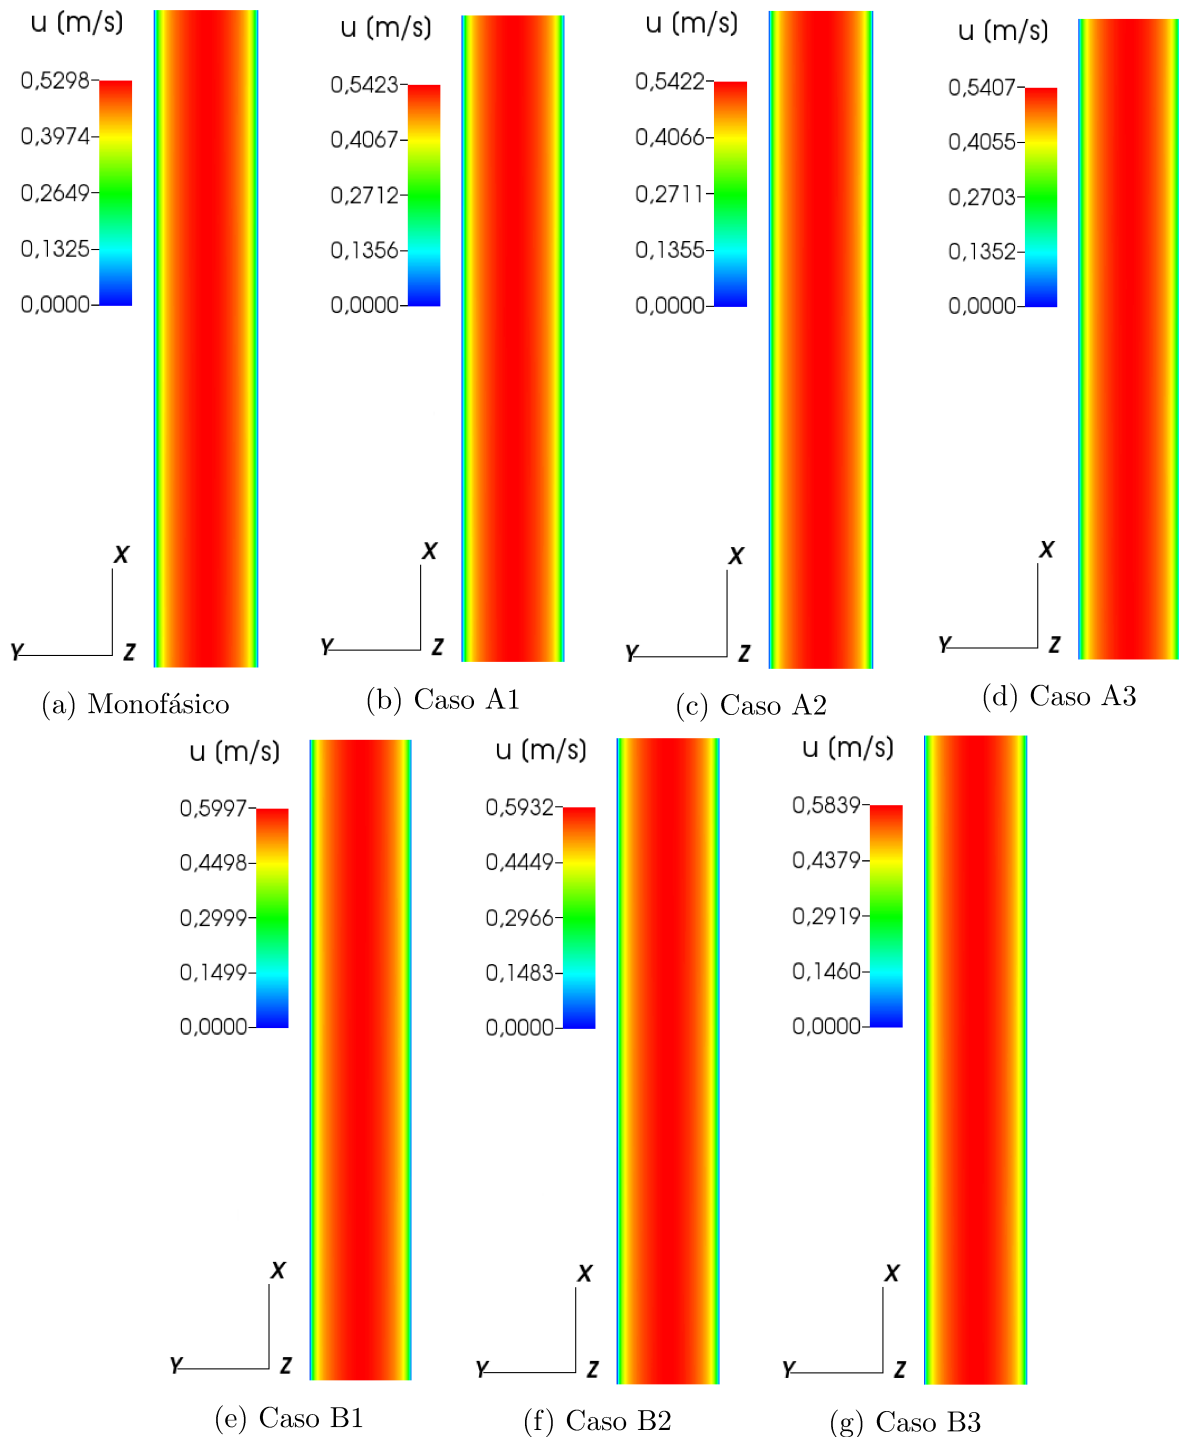 u (m/s)
0,5298
0,3974
0,2649
0,1325
0,0000
X
Y
Z
(a) Monofásico
u (m/s)
0,5423
0,4067
0,2712
0,1356
0,0000
X
Y
Z
(b) Caso A1
u (m/s)
0,5422
0,4066
0,2711
0,1355
0,0000
X
Y
Z
(c) Caso A2
u (m/s)
0,5407
0,4055
0,2703
0,1352
0,0000
X
Y
Z
(d) Caso A3
u (m/s)
0,5997
0,4498
0,2999
0,1499
0,0000
X
Y
Z
(e) Caso B1
u (m/s)
0,5932
0,4449
0,2966
0,1483
0,0000
X
Y
Z
(f) Caso B2
u (m/s)
0,5839
0,4379
0,2919
0,1460
0,0000
X
Y
Z
(g) Caso B3